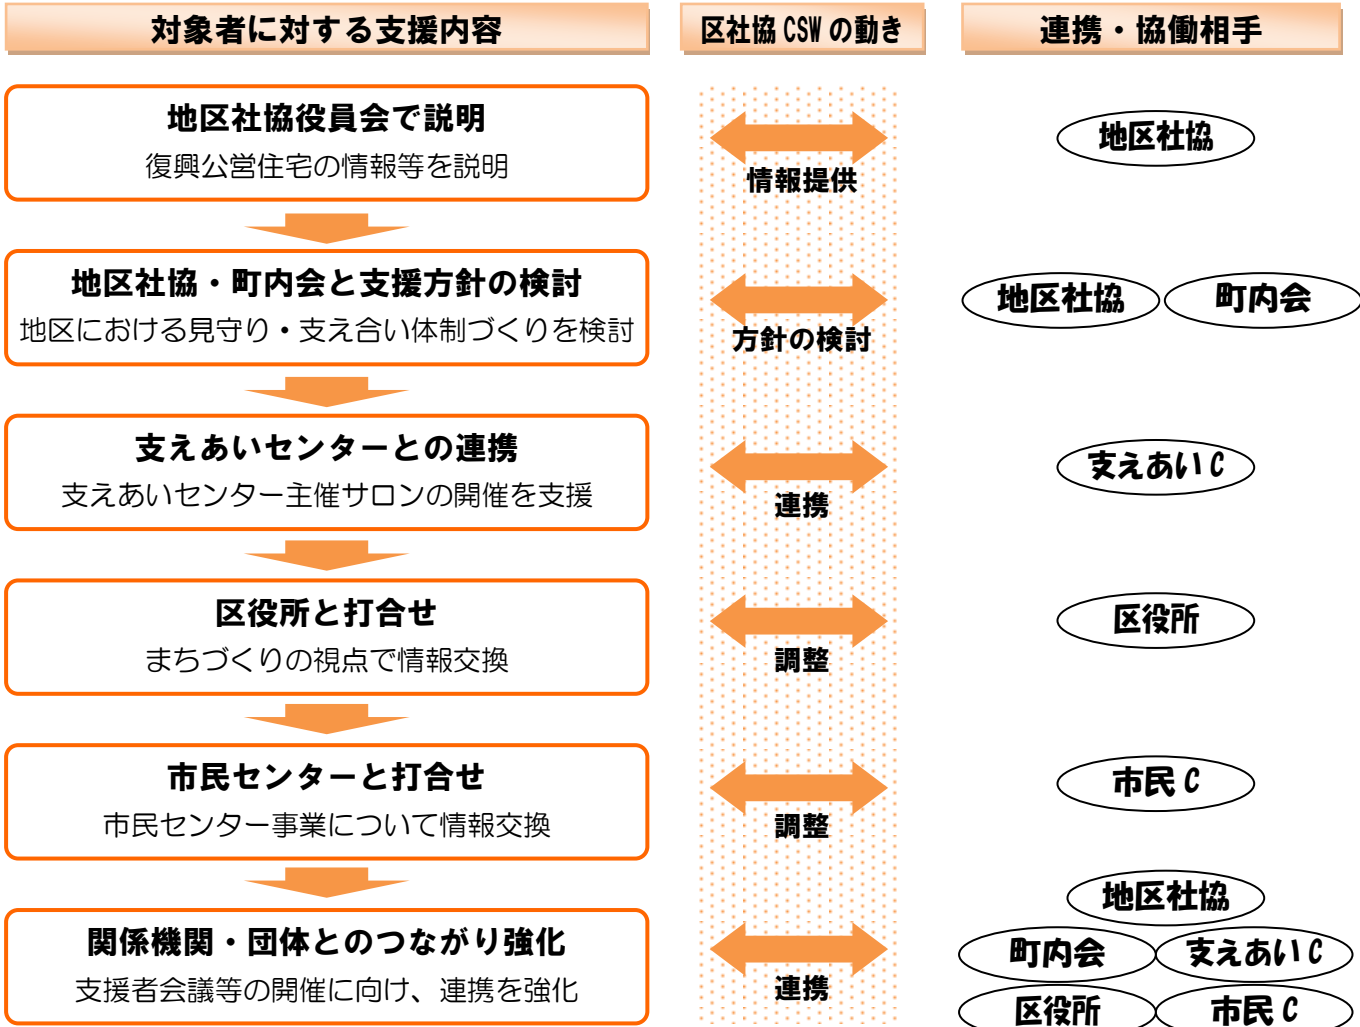 対象者に対する支援内容
区社協 CSW の動き
連携・協働相手
地区社協役員会で説明
復興公営住宅の情報等を説明
情報提供
地区社協
地区社協・町内会と支援方針の検討
地区における見守り・支え合い体制づくりを検討
方針の検討
地区社協
町内会
支えあいセンターとの連携
支えあいセンター主催サロンの開催を支援
連携
支えあい C
区役所と打合せ
まちづくりの視点で情報交換
調整
区役所
市民センターと打合せ
市民センター事業について情報交換
調整
市民 C
関係機関・団体とのつながり強化
支援者会議等の開催に向け、連携を強化
連携
地区社協
町内会
支えあい C
区役所
市民 C